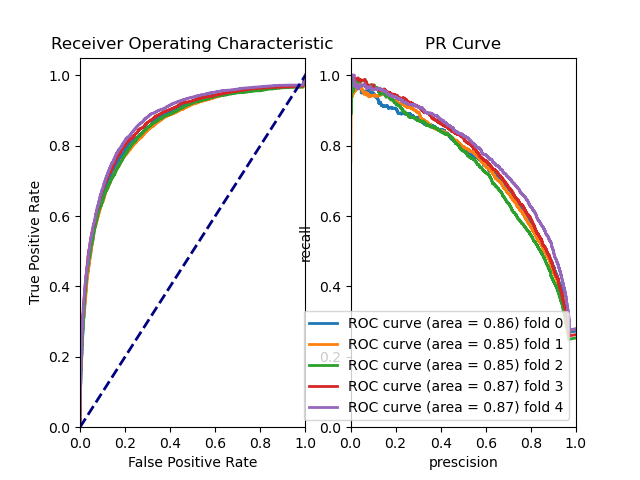 Receiver Operating Characteristic
PR Curve
1.0
0.8
0.6
0.4
0.2
0.0
True Positive Rate
0.0 0.2 0.4 0.6 0.8 1.0
False Positive Rate
1.0
0.8
0.6
0.4
0.2
0.0
recall
0.0 0.2 0.4 0.6 0.8 1.0
prescision
ROC curve (area = 0.86) fold 0
ROC curve (area = 0.85) fold 1
ROC curve (area = 0.85) fold 2
ROC curve (area = 0.87) fold 3
ROC curve (area = 0.87) fold 4